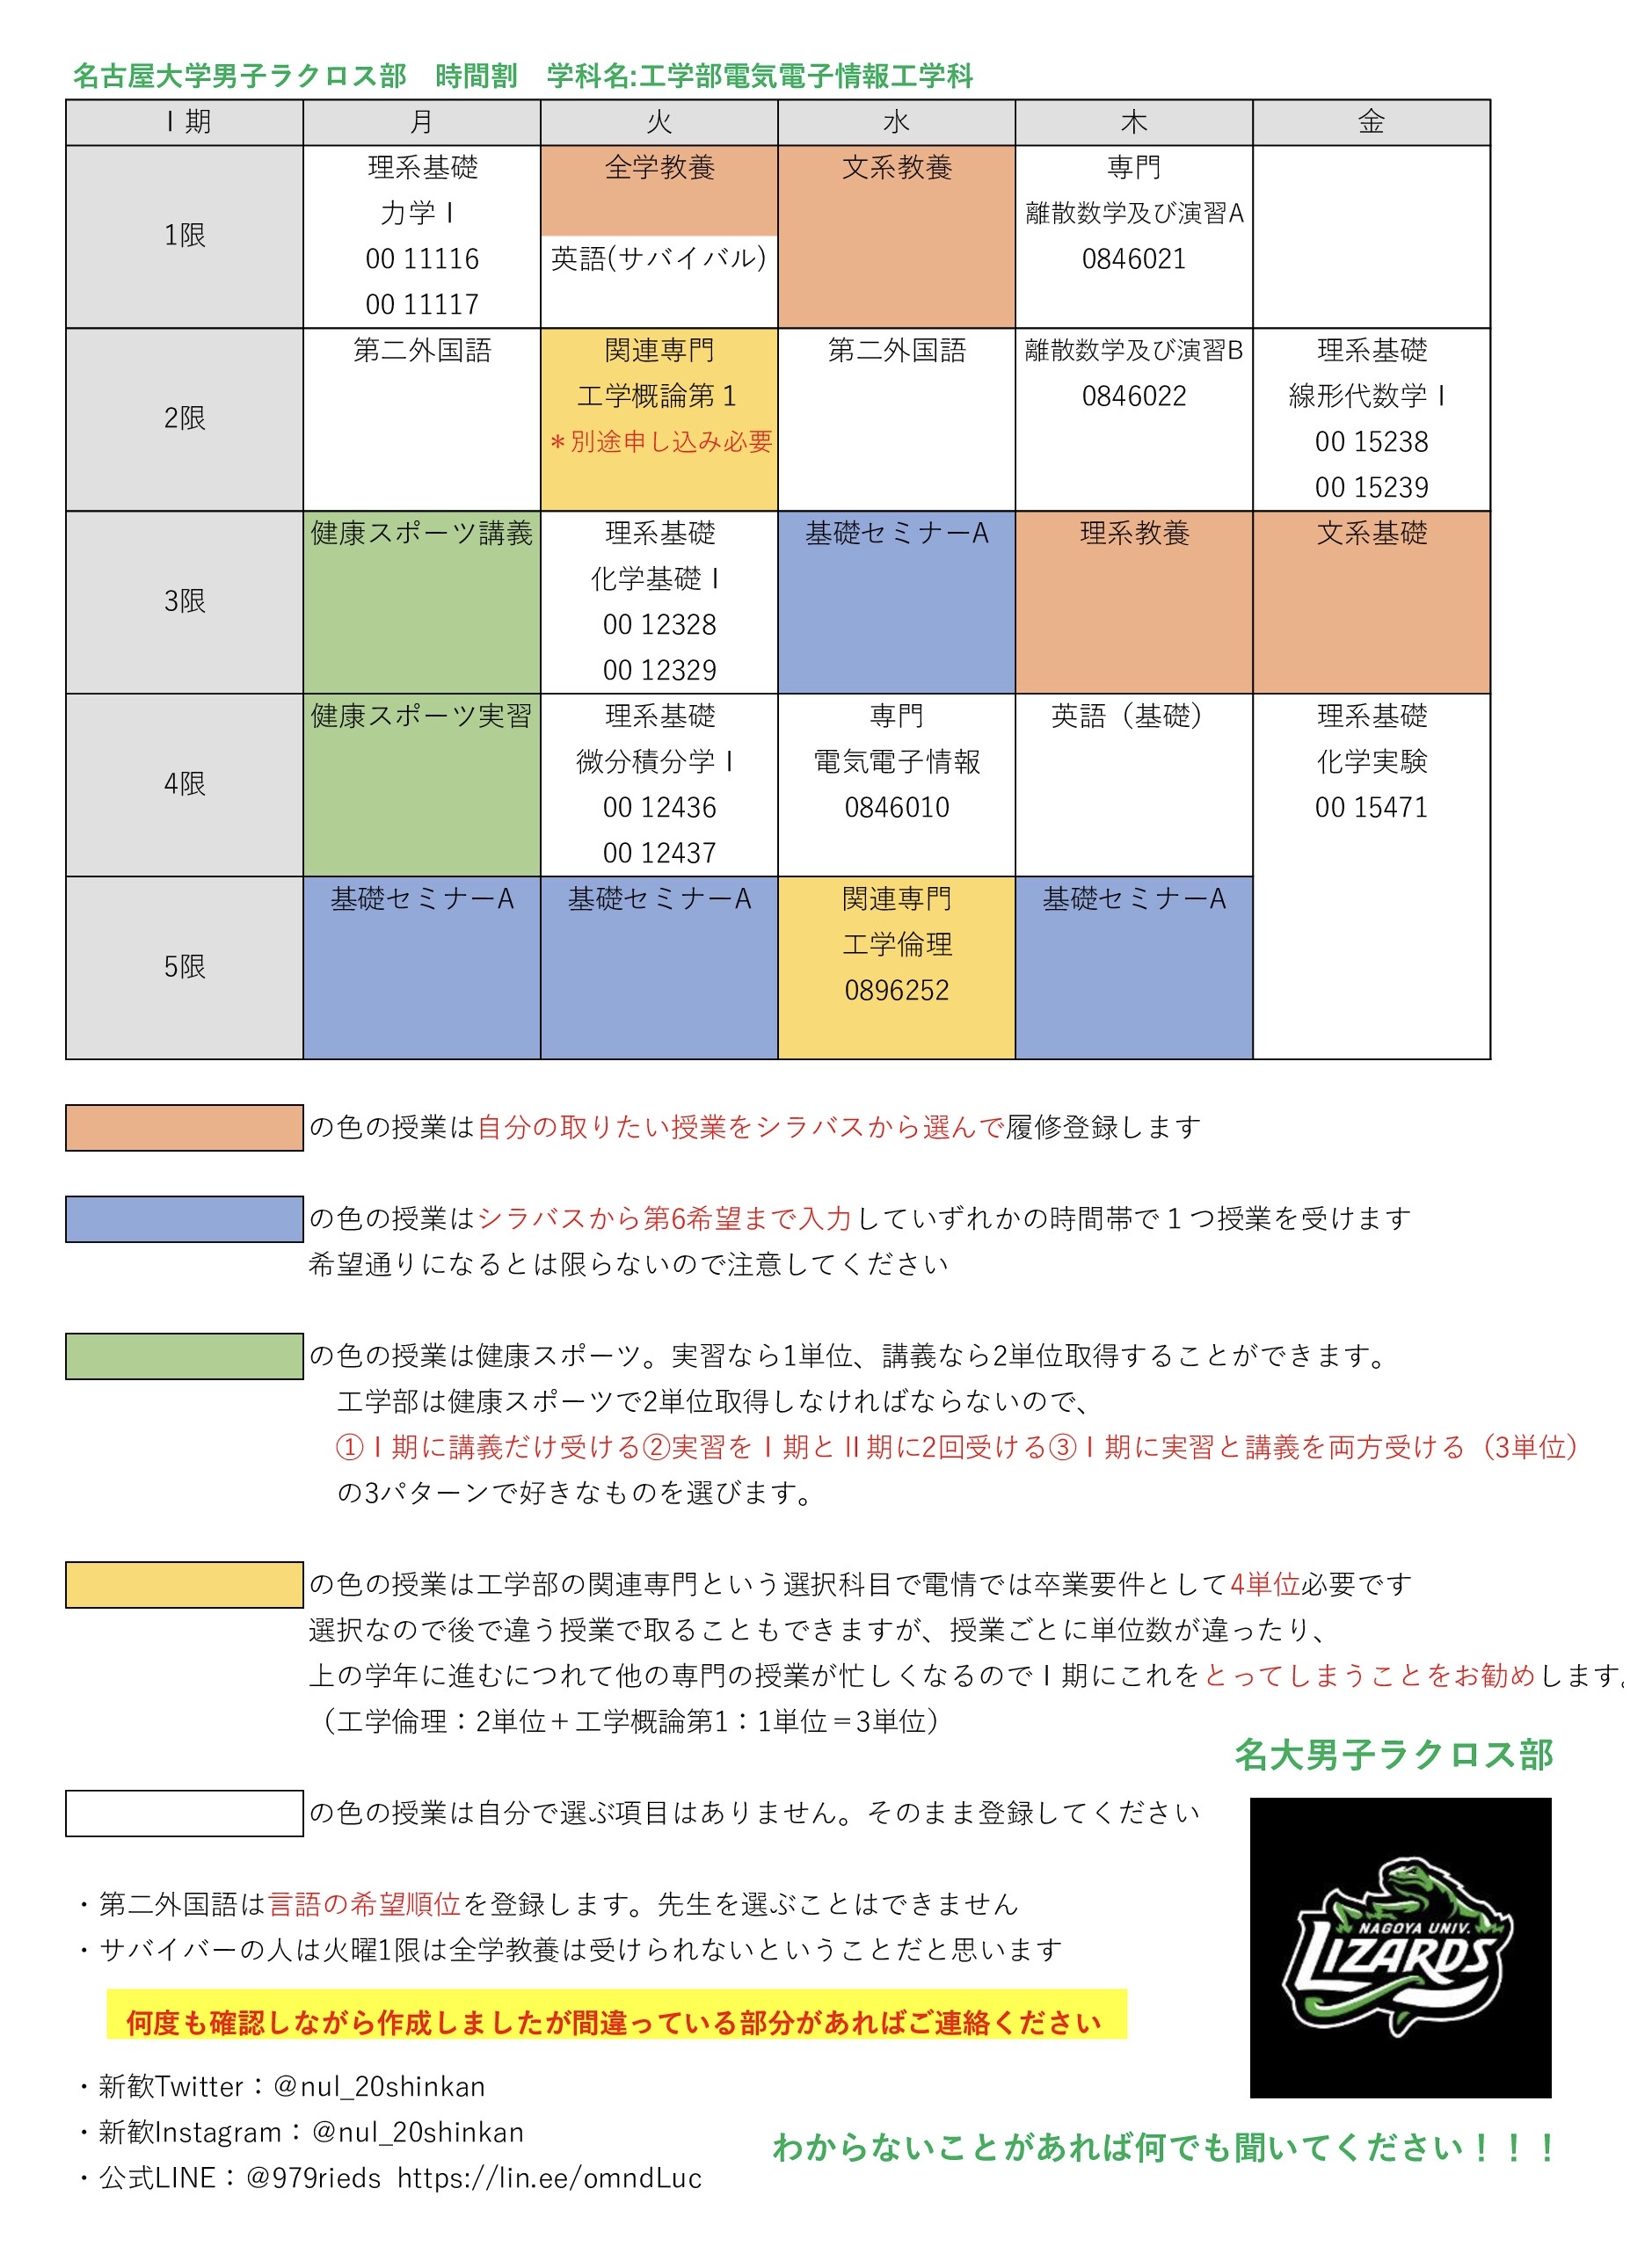 名古屋大学男子ラクロス部　時間割　学科名:工学部電気電子情報工学科
Ⅰ期 月 火 水 木 金
1限
理系基礎
力学Ⅰ
00 11116
00 11117
全学教養
英語(サバイバル)
文系教養
専門
離散数学及び演習A
0846021
2限
第二外国語
関連専門
工学概論第１
＊別途申し込み必要
第二外国語
離散数学及び演習B
0846022
理系基礎
線形代数学Ⅰ
00 15238
00 15239
3限
健康スポーツ講義
理系基礎
化学基礎Ⅰ
00 12328
00 12329
基礎セミナーA
理系教養
文系基礎
4限
健康スポーツ実習
理系基礎
微分積分学Ⅰ
00 12436
00 12437
専門
電気電子情報
0846010
英語（基礎）
理系基礎
化学実験
00 15471
5限
基礎セミナーA
基礎セミナーA
関連専門
工学倫理
0896252
基礎セミナーA
の色の授業は自分の取りたい授業をシラバスから選んで履修登録します
の色の授業はシラバスから第6希望まで入力していずれかの時間帯で１つ授業を受けます
希望通りになるとは限らないので注意してください
の色の授業は健康スポーツ。実習なら1単位、講義なら2単位取得することができます。
工学部は健康スポーツで2単位取得しなければならないので、
①Ⅰ期に講義だけ受ける②実習をⅠ期とⅡ期に2回受ける③Ⅰ期に実習と講義を両方受ける（3単位）
の3パターンで好きなものを選びます。
の色の授業は工学部の関連専門という選択科目で電情では卒業要件として4単位必要です
選択なので後で違う授業で取ることもできますが、授業ごとに単位数が違ったり、
上の学年に進むにつれて他の専門の授業が忙しくなるのでⅠ期にこれをとってしまうことをお勧めします。
（工学倫理：2単位＋工学概論第1：1単位＝3単位）
名大男子ラクロス部
の色の授業は自分で選ぶ項目はありません。そのまま登録してください
・第二外国語は言語の希望順位を登録します。先生を選ぶことはできません
・サバイバーの人は火曜1限は全学教養は受けられないということだと思います
NAGOYA UNIV.
LIZARDS
何度も確認しながら作成しましたが間違っている部分があればご連絡ください
・新歓Twitter：@nul_20shinkan
・新歓Instagram：@nul_20shinkan
わからないことがあれば何でも聞いてください！！！
・公式LINE：@979rieds https://lin.ee/omndLuc